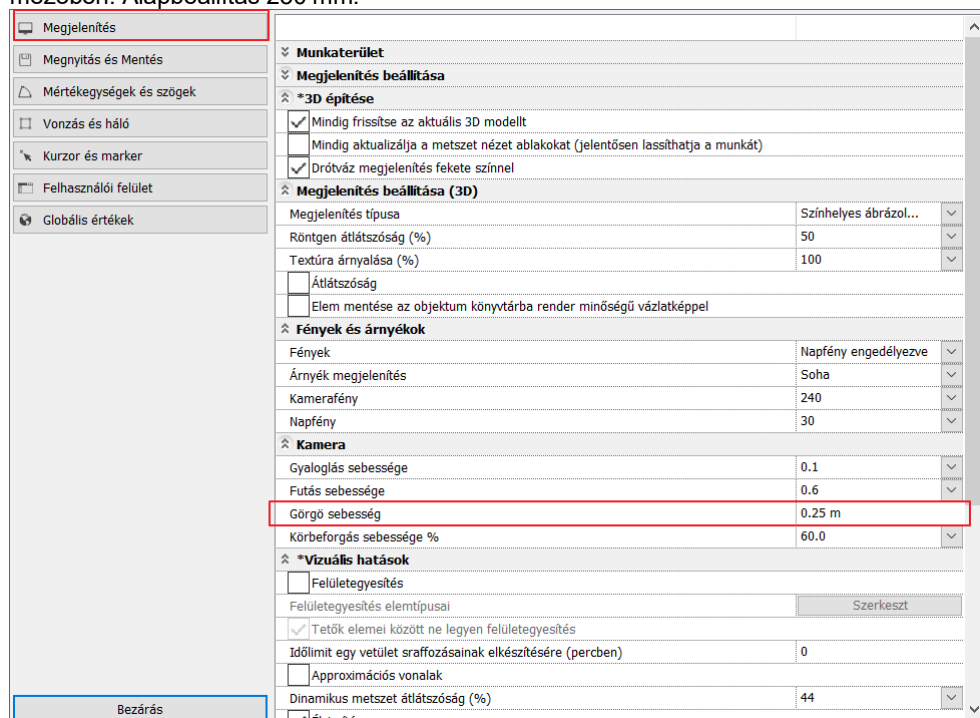 mezőben. Alapbeállítás 250 mm.
Megjelenítés
Megnyitás és Mentés
Mértékegységek és szögek
Vonzás és háló
Kurzor és marker
Felhasználói felület
Globális értékek
Bezárás
Munkaterület
Megjelenítés beállítása
*3D építése
Mindig frissítse az aktuális 3D modellt
Mindig aktualizálja a metszet nézet ablakokat (jelentősen lassíthatja a munkát)
Drótváz megjelenítés fekete színnel
Megjelenítés beállítása (3D)
Megjelenítés típusa Színhelyes ábrázol...
Röntgen átlátszóság (%) 50
Textúra árnyalása (%) 100
Átlátszóság
Elem mentése az objektum könyvtárba render minőségű vázlatképpel
Fények és árnyékok
Fények Napfény engedélyezve
Árnyék megjelenítés Soha
Kamerafény 240
Napfény 30
Kamera
Gyaloglás sebessége 0.1
Futás sebessége 0.6
Görgö sebesség 0.25 m
Körbeforgás sebessége % 60.0
*Vizuális hatások
Felületegyesítés
Felületegyesítés elemtípusai Szerkeszt
Tetők elemei között ne legyen felületegyesítés
Időlimit egy vetület sraffozásainak elkészítésére (percben) 0
Approximációs vonalak
Dinamikus metszet átlátszóság (%) 44